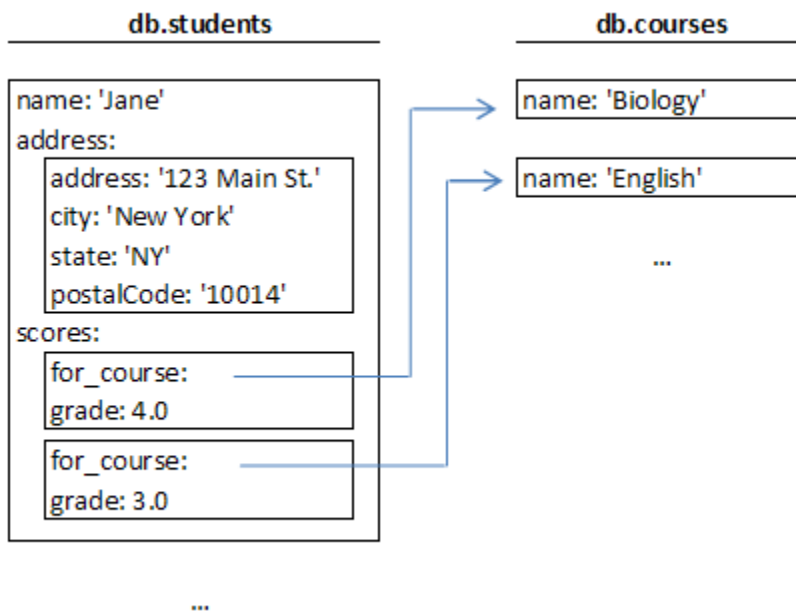 db.students
name: 'Jane'
address:
address: '123 Main St.'
city: 'New York'
state: 'NY'
postalCode: '10014'
scores:
for_course:
grade: 4.0
for_course:
grade: 3.0
...
db.courses
name: 'Biology'
name: 'English'
...